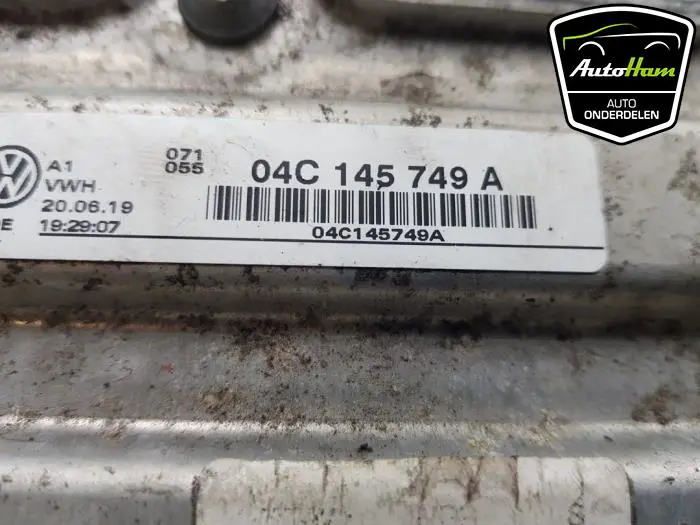 AutoHam
AUTO
ONDERDELEN
A1
VWH
20.06.19
19:29:07
071
055
04C 145 749 A
04C145749A